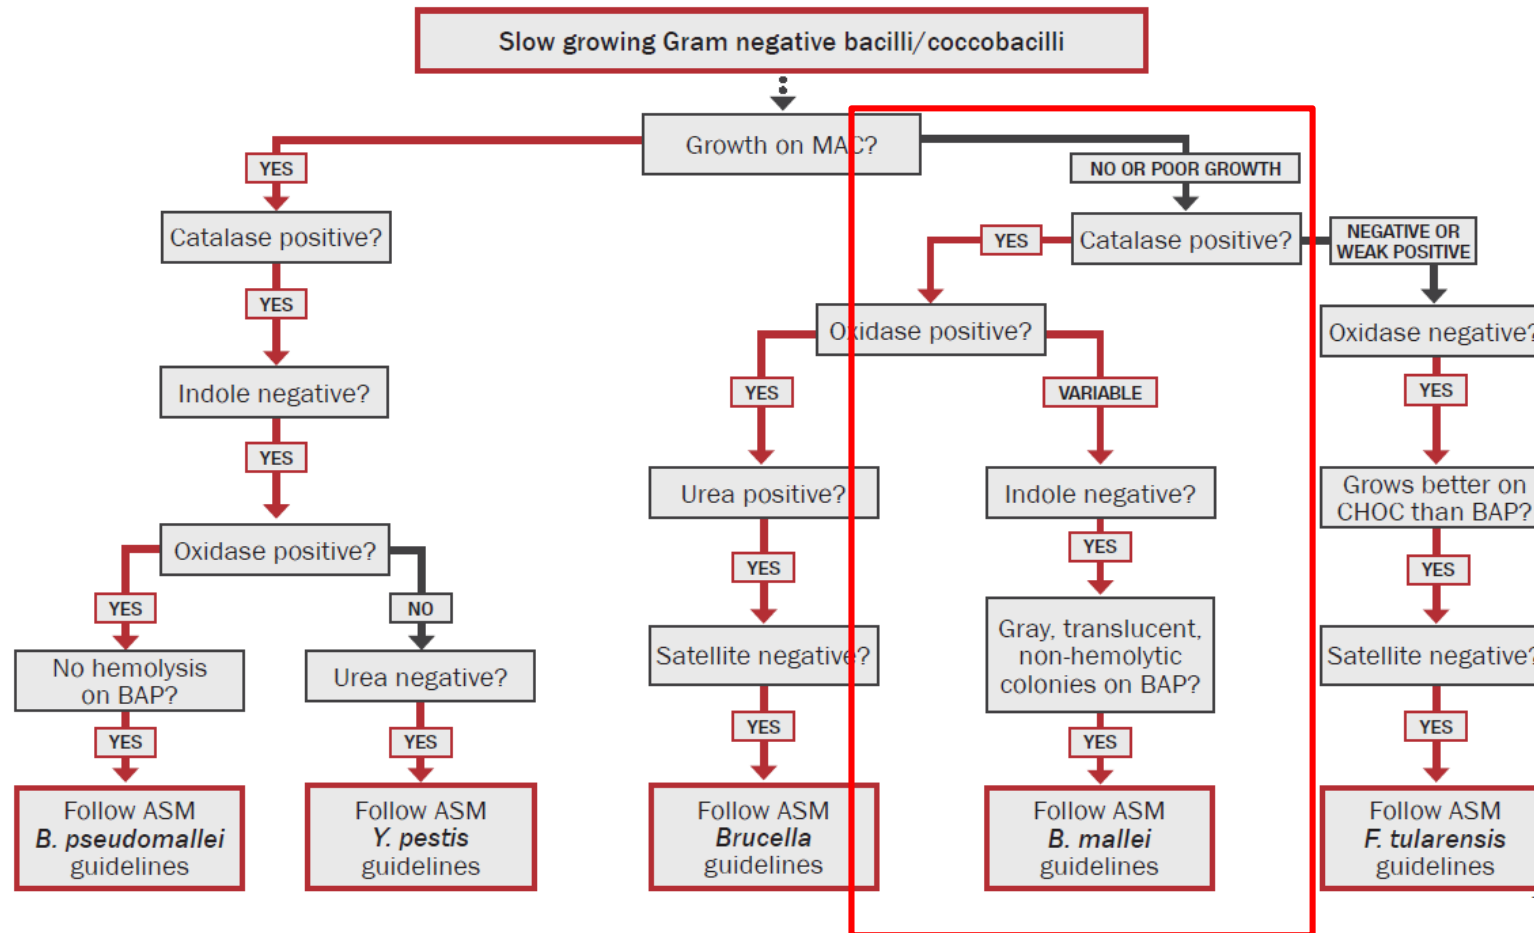 Slow growing Gram negative bacilli/coccobacilli
Growth on MAC?
YES
NO OR POOR GROWTH
Catalase positive?
YES
Catalase positive?
NEGATIVE OR
WEAK POSITIVE
YES
Oxidase positive?
Oxidase negative?
Indole negative?
YES
VARIABLE
YES
YES
Urea positive?
Indole negative?
Grows better on
CHOC than BAP?
Oxidase positive?
YES
YES
YES
YES
NO
Gray, translucent,
non-hemolytic
colonies on BAP?
Satellite negative?
Satellite negative?
No hemolysis
on BAP?
Urea negative?
YES
YES
YES
YES
YES
Follow ASM
B. pseudomallei
guidelines
Follow ASM
Y. pestis
guidelines
Follow ASM
Brucella
guidelines
Follow ASM
B. mallei
guidelines
Follow ASM
F. tularensis
guidelines